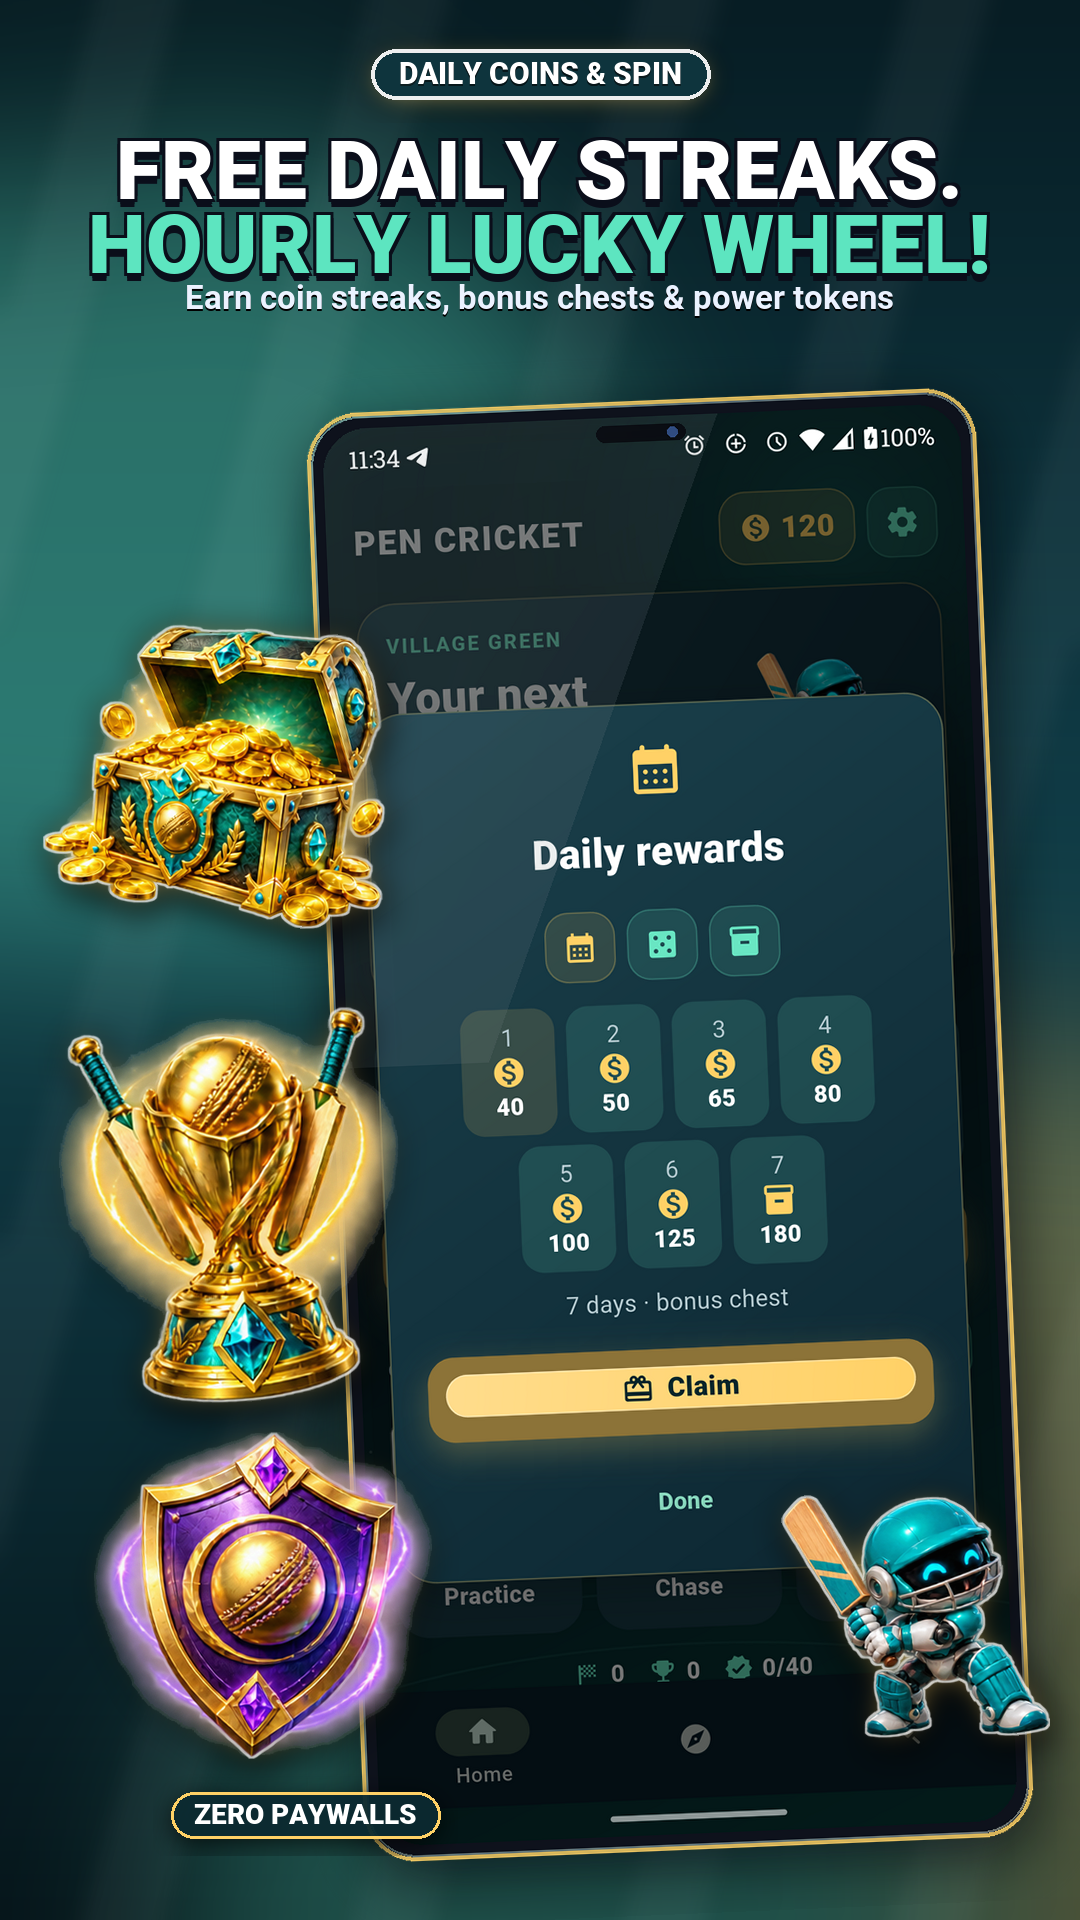 DAILY COINS & SPIN
FREE DAILY STREAKS.
HOURLY LUCKY WHEEL!
Earn coin streaks, bonus chests & power tokens
11:34
100%
PEN CRICKET
120
VILLAGE GREEN
Your next
Daily rewards
1
2
3
4
40
50
65
80
5
6
7
100
125
180
7 days · bonus chest
Claim
Done
Practice
Chase
0
0
0/40
Home
ZERO PAYWALLS